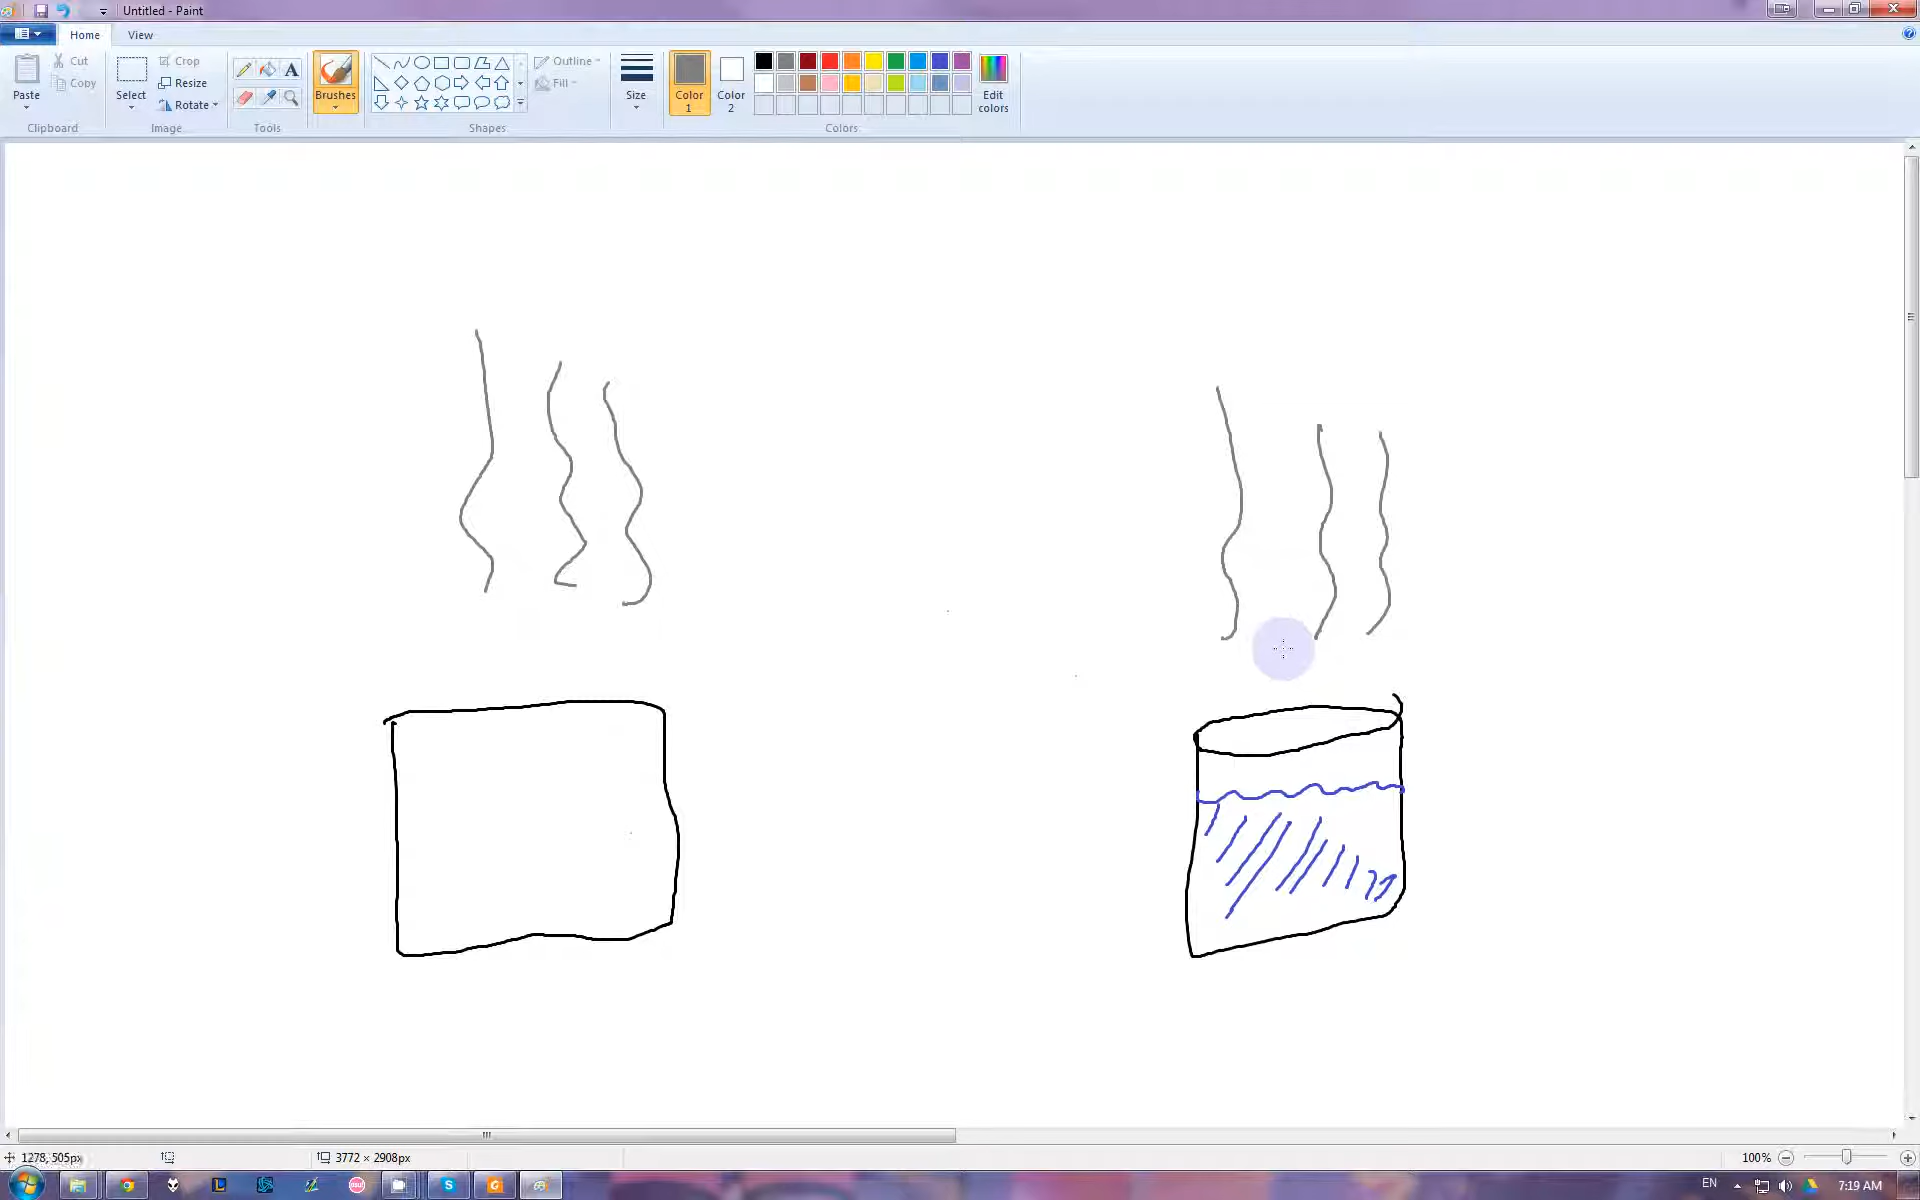 Untitled - Paint
Home View
Paste Cut Copy
Clipboard
Select Crop Resize Rotate
Image
A
Tools
Brushes
Outline Fill
Shapes
Size
Color 1 Color 2 Edit colors
Colors
1278, 505px 3772 × 2908px 100%
EN 7:19 AM